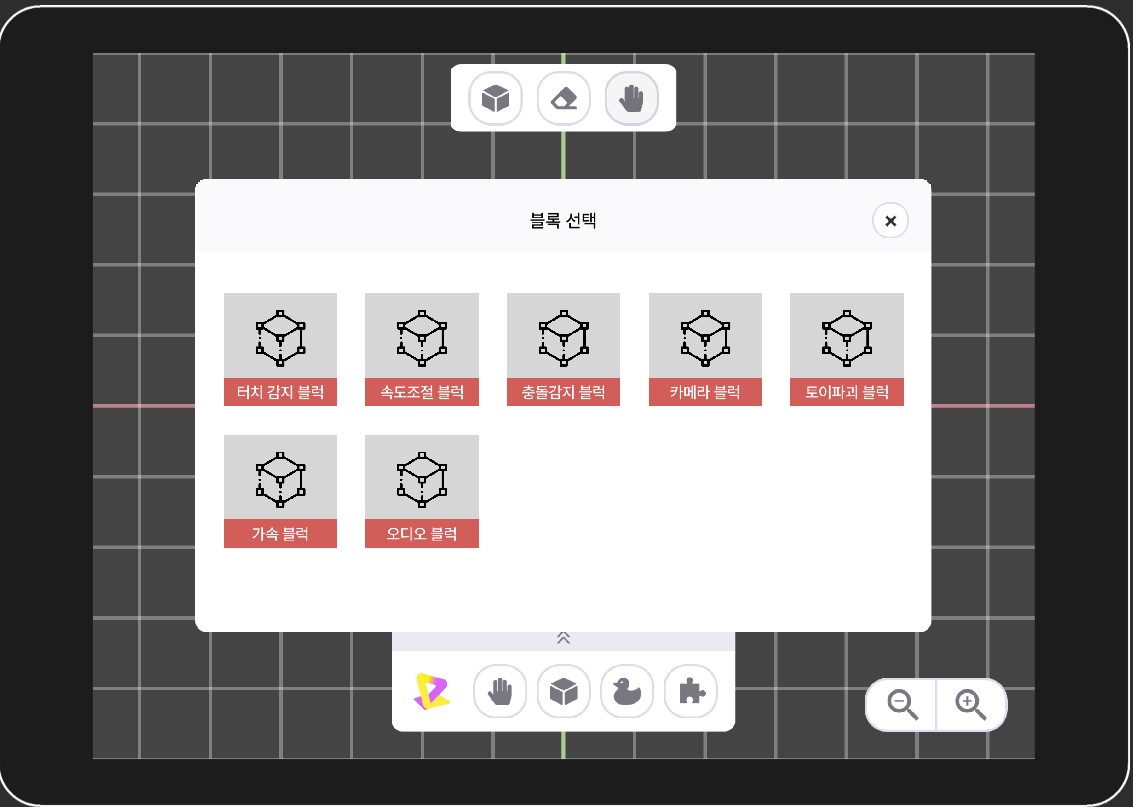 블록 선택
터치 감지 블럭
속도조절 블럭
충돌감지 블럭
카메라 블럭
토이파괴 블럭
가속 블럭
오디오 블럭